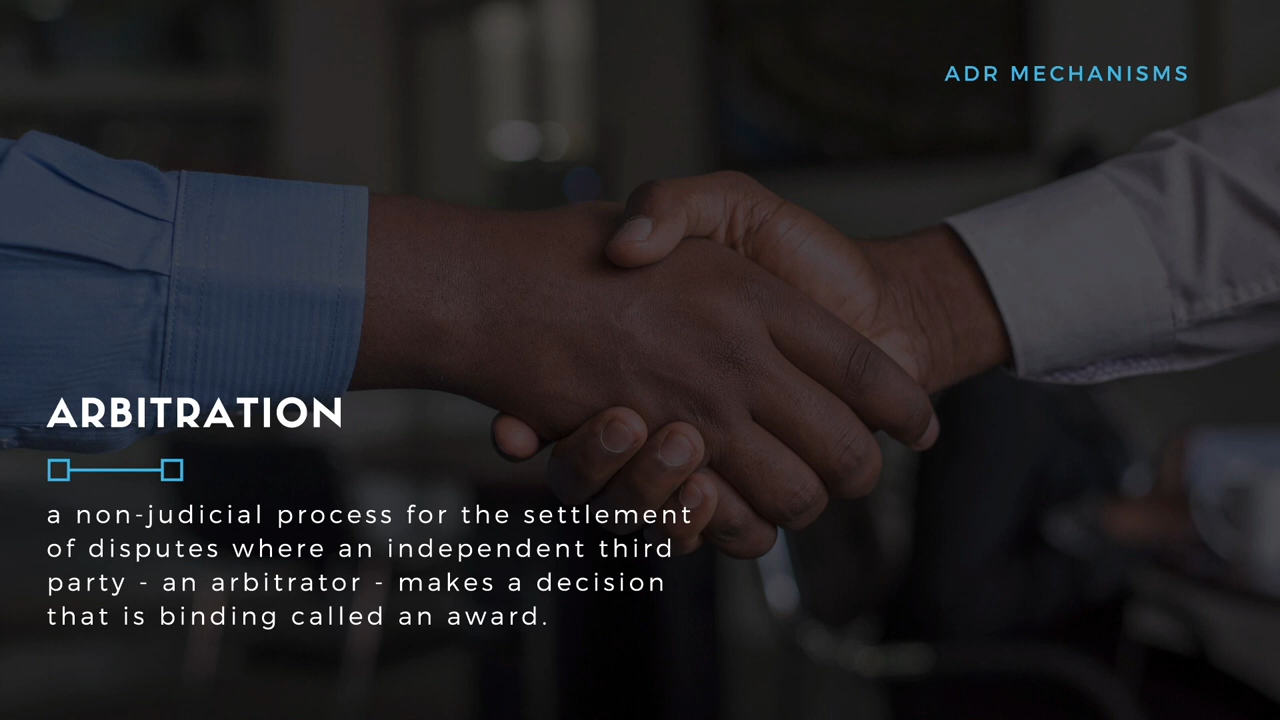 ADR MECHANISMS
ARBITRATION
a non-judicial process for the settlement
of disputes where an independent third
party - an arbitrator - makes a decision
that is binding called an award.